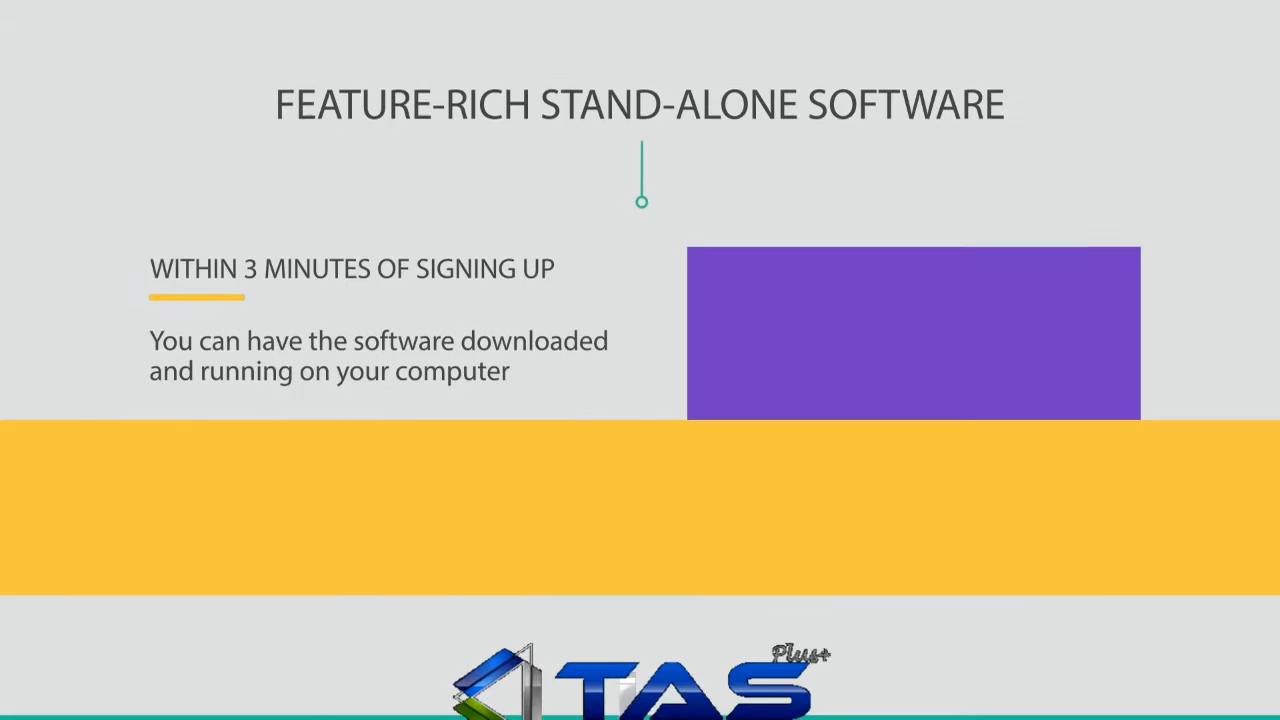 FEATURE-RICH STAND-ALONE SOFTWARE
WITHIN 3 MINUTES OF SIGNING UP
You can have the software downloaded
and running on your computer
Plus+
TAS